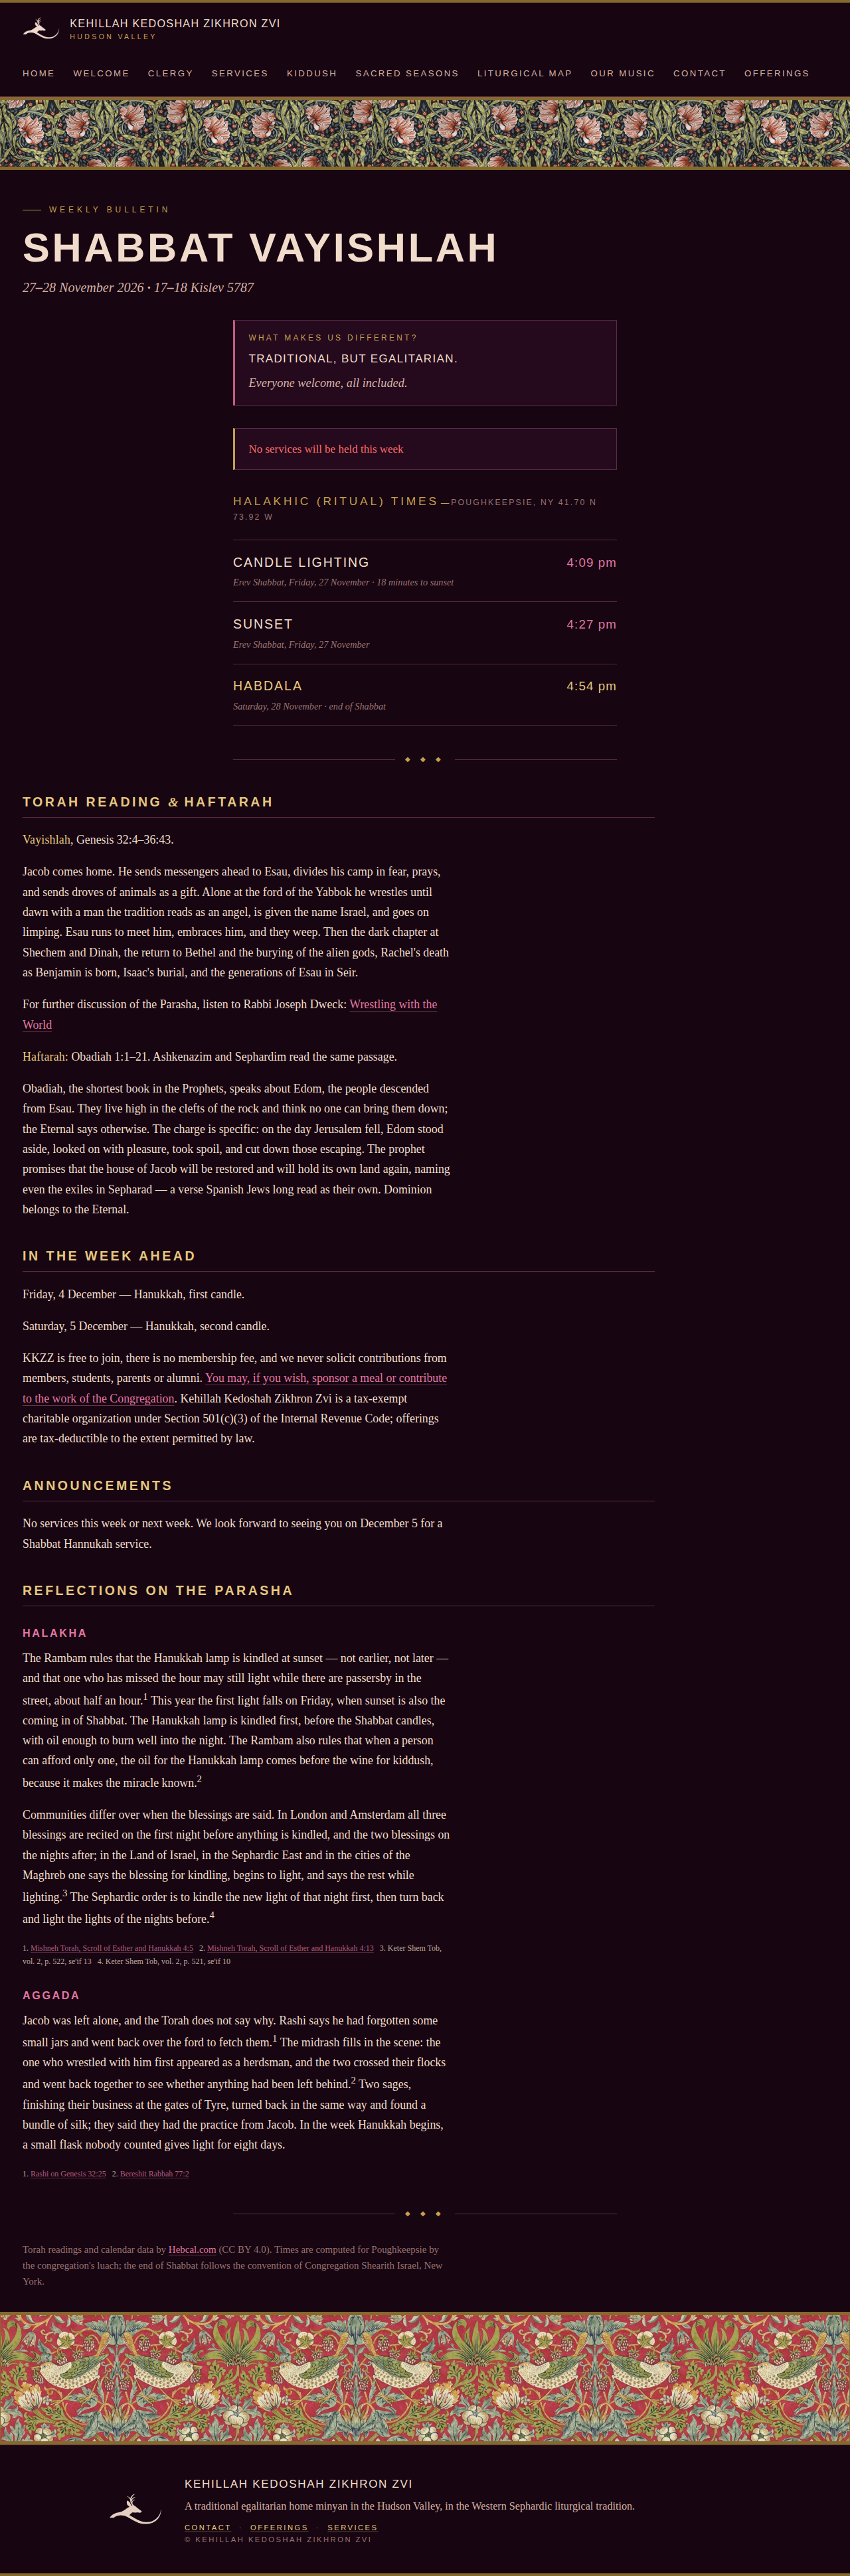 KEHILLAH KEDOSHAH ZIKHRON ZVI
HUDSON VALLEY
HOME WELCOME CLERGY SERVICES KIDDUSH SACRED SEASONS LITURGICAL MAP OUR MUSIC CONTACT OFFERINGS
WEEKLY BULLETIN
SHABBAT VAYISHLAH
27–28 November 2026 · 17–18 Kislev 5787
WHAT MAKES US DIFFERENT?
TRADITIONAL, BUT EGALITARIAN.
Everyone welcome, all included.
No services will be held this week
HALAKHIC (RITUAL) TIMES —POUGHKEEPSIE, NY 41.70 N
73.92 W
CANDLE LIGHTING 4:09 pm
Erev Shabbat, Friday, 27 November · 18 minutes to sunset
SUNSET 4:27 pm
Erev Shabbat, Friday, 27 November
HABDALA 4:54 pm
Saturday, 28 November · end of Shabbat
TORAH READING & HAFTARAH
Vayishlah, Genesis 32:4–36:43.
Jacob comes home. He sends messengers ahead to Esau, divides his camp in fear, prays,
and sends droves of animals as a gift. Alone at the ford of the Yabbok he wrestles until
dawn with a man the tradition reads as an angel, is given the name Israel, and goes on
limping. Esau runs to meet him, embraces him, and they weep. Then the dark chapter at
Shechem and Dinah, the return to Bethel and the burying of the alien gods, Rachel's death
as Benjamin is born, Isaac's burial, and the generations of Esau in Seir.
For further discussion of the Parasha, listen to Rabbi Joseph Dweck: Wrestling with the
World
Haftarah: Obadiah 1:1–21. Ashkenazim and Sephardim read the same passage.
Obadiah, the shortest book in the Prophets, speaks about Edom, the people descended
from Esau. They live high in the clefts of the rock and think no one can bring them down;
the Eternal says otherwise. The charge is specific: on the day Jerusalem fell, Edom stood
aside, looked on with pleasure, took spoil, and cut down those escaping. The prophet
promises that the house of Jacob will be restored and will hold its own land again, naming
even the exiles in Sepharad — a verse Spanish Jews long read as their own. Dominion
belongs to the Eternal.
IN THE WEEK AHEAD
Friday, 4 December — Hanukkah, first candle.
Saturday, 5 December — Hanukkah, second candle.
KKZZ is free to join, there is no membership fee, and we never solicit contributions from
members, students, parents or alumni. You may, if you wish, sponsor a meal or contribute
to the work of the Congregation. Kehillah Kedoshah Zikhron Zvi is a tax-exempt
charitable organization under Section 501(c)(3) of the Internal Revenue Code; offerings
are tax-deductible to the extent permitted by law.
ANNOUNCEMENTS
No services this week or next week. We look forward to seeing you on December 5 for a
Shabbat Hannukah service.
REFLECTIONS ON THE PARASHA
HALAKHA
The Rambam rules that the Hanukkah lamp is kindled at sunset — not earlier, not later —
and that one who has missed the hour may still light while there are passersby in the
street, about half an hour.1 This year the first light falls on Friday, when sunset is also the
coming in of Shabbat. The Hanukkah lamp is kindled first, before the Shabbat candles,
with oil enough to burn well into the night. The Rambam also rules that when a person
can afford only one, the oil for the Hanukkah lamp comes before the wine for kiddush,
because it makes the miracle known.2
Communities differ over when the blessings are said. In London and Amsterdam all three
blessings are recited on the first night before anything is kindled, and the two blessings on
the nights after; in the Land of Israel, in the Sephardic East and in the cities of the
Maghreb one says the blessing for kindling, begins to light, and says the rest while
lighting.3 The Sephardic order is to kindle the new light of that night first, then turn back
and light the lights of the nights before.4
1. Mishneh Torah, Scroll of Esther and Hanukkah 4:5 2. Mishneh Torah, Scroll of Esther and Hanukkah 4:13 3. Keter Shem Tob,
vol. 2, p. 522, se'if 13 4. Keter Shem Tob, vol. 2, p. 521, se'if 10
AGGADA
Jacob was left alone, and the Torah does not say why. Rashi says he had forgotten some
small jars and went back over the ford to fetch them.1 The midrash fills in the scene: the
one who wrestled with him first appeared as a herdsman, and the two crossed their flocks
and went back together to see whether anything had been left behind.2 Two sages,
finishing their business at the gates of Tyre, turned back in the same way and found a
bundle of silk; they said they had the practice from Jacob. In the week Hanukkah begins,
a small flask nobody counted gives light for eight days.
1. Rashi on Genesis 32:25 2. Bereshit Rabbah 77:2
Torah readings and calendar data by Hebcal.com (CC BY 4.0). Times are computed for Poughkeepsie by
the congregation's luach; the end of Shabbat follows the convention of Congregation Shearith Israel, New
York.
KEHILLAH KEDOSHAH ZIKHRON ZVI
A traditional egalitarian home minyan in the Hudson Valley, in the Western Sephardic liturgical tradition.
CONTACT · OFFERINGS · SERVICES
© KEHILLAH KEDOSHAH ZIKHRON ZVI